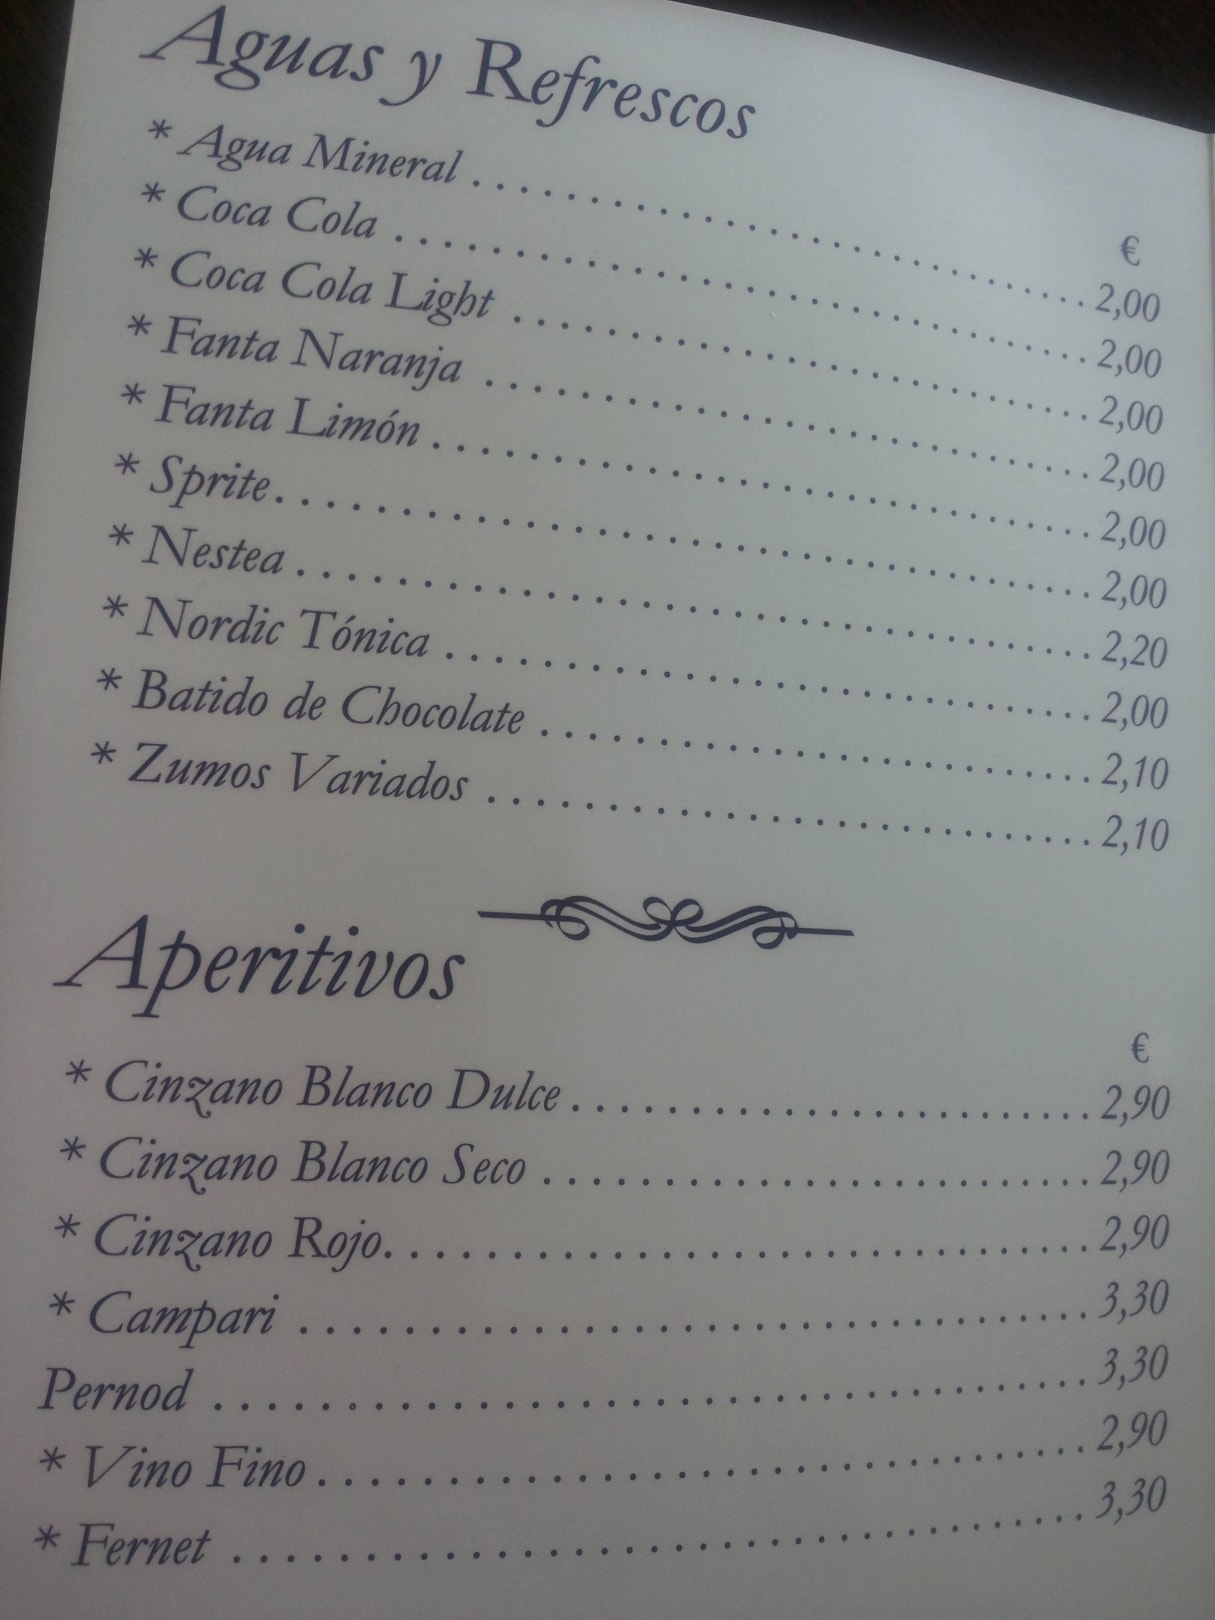 Aguas y Refrescos
€
* Agua Mineral 2,00
* Coca Cola 2,00
* Coca Cola Light 2,00
* Fanta Naranja 2,00
* Fanta Limón 2,00
* Sprite 2,00
* Nestea 2,20
* Nordic Tónica 2,00
* Batido de Chocolate 2,10
* Zumos Variados 2,10
Aperitivos
€
* Cinzano Blanco Dulce 2,90
* Cinzano Blanco Seco 2,90
* Cinzano Rojo 2,90
* Campari 3,30
Pernod 3,30
* Vino Fino 2,90
* Fernet 3,30